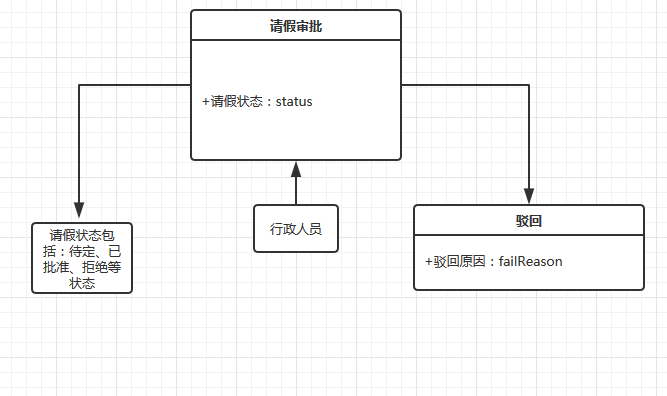 请假审批
+请假状态：status
行政人员
请假状态包
括：待定、已
批准、拒绝等
状态
驳回
+驳回原因：failReason